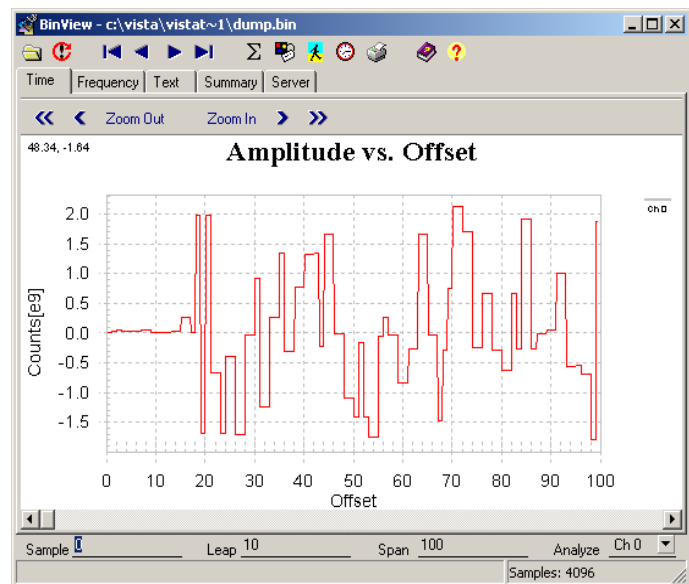 BinView - c:\vista\vistat~1\dump.bin
Time Frequency Text Summary Server
Zoom Out Zoom In
48.34, -1.64
Amplitude vs. Offset
Ch 0
2.0
1.5
1.0
0.5
0.0
-0.5
-1.0
-1.5
Counts[e9]
0 10 20 30 40 50 60 70 80 90 100
Offset
Sample 0 Leap 10 Span 100 Analyze Ch 0
Samples: 4096